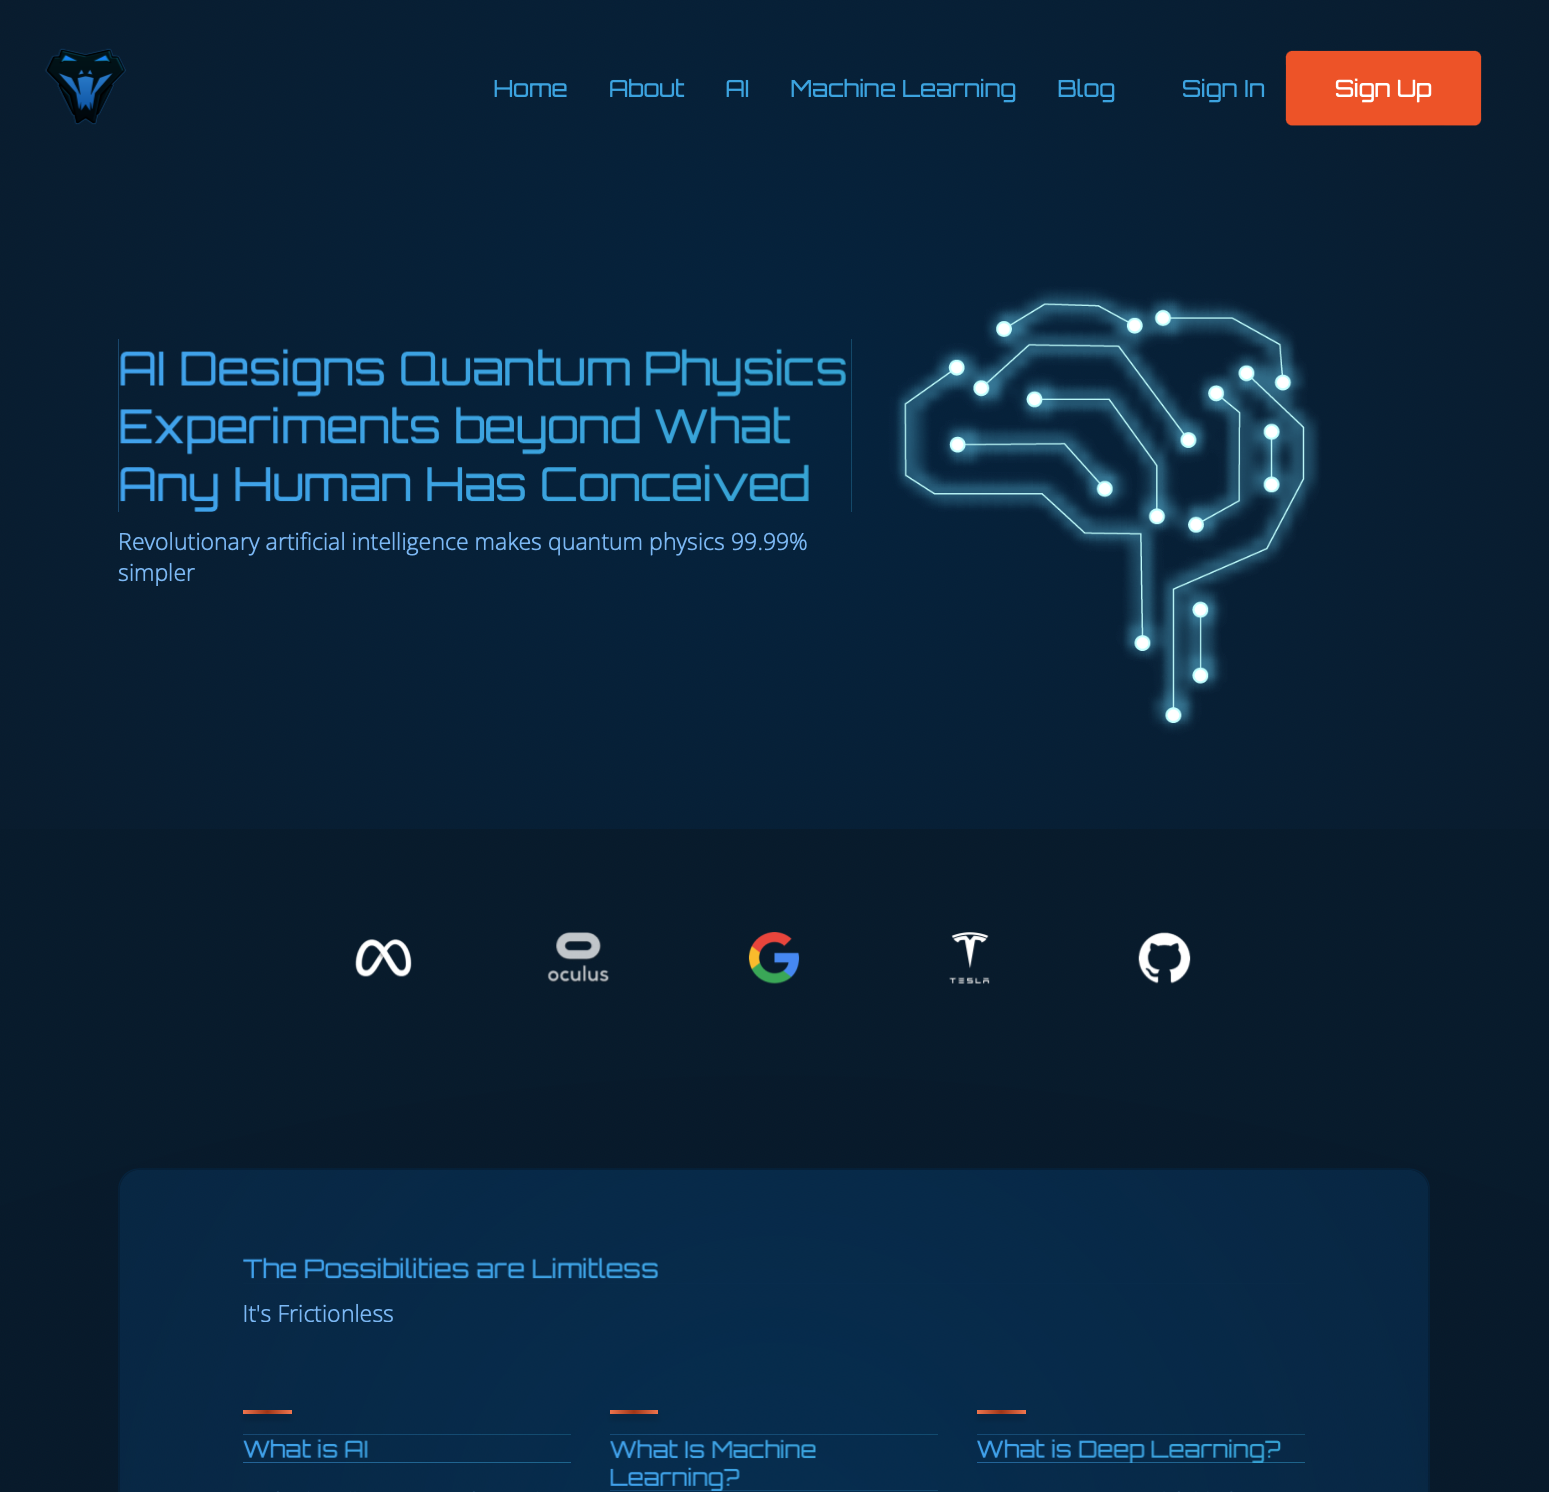 Home About AI Machine Learning Blog Sign In Sign Up
AI Designs Quantum Physics
Experiments beyond What
Any Human Has Conceived
Revolutionary artificial intelligence makes quantum physics 99.99%
simpler
oculus
TESLA
The Possibilities are Limitless
It's Frictionless
What is AI
What Is Machine
Learning?
What is Deep Learning?